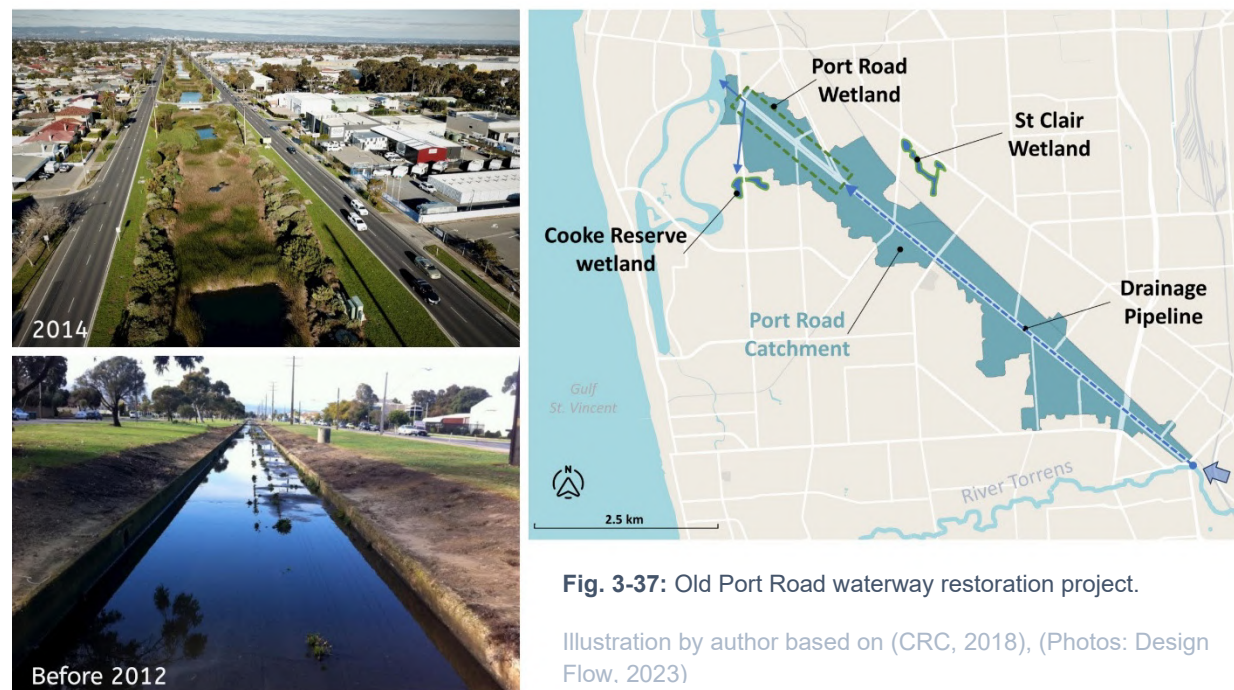 2014
Before 2012
Port Road
Wetland
St Clair
Wetland
Cooke Reserve
wetland
Drainage
Pipeline
Port Road
Catchment
Gulf
St. Vincent
River Torrens
N
2.5 km
Fig. 3-37: Old Port Road waterway restoration project.
Illustration by author based on (CRC, 2018), (Photos: Design
Flow, 2023)